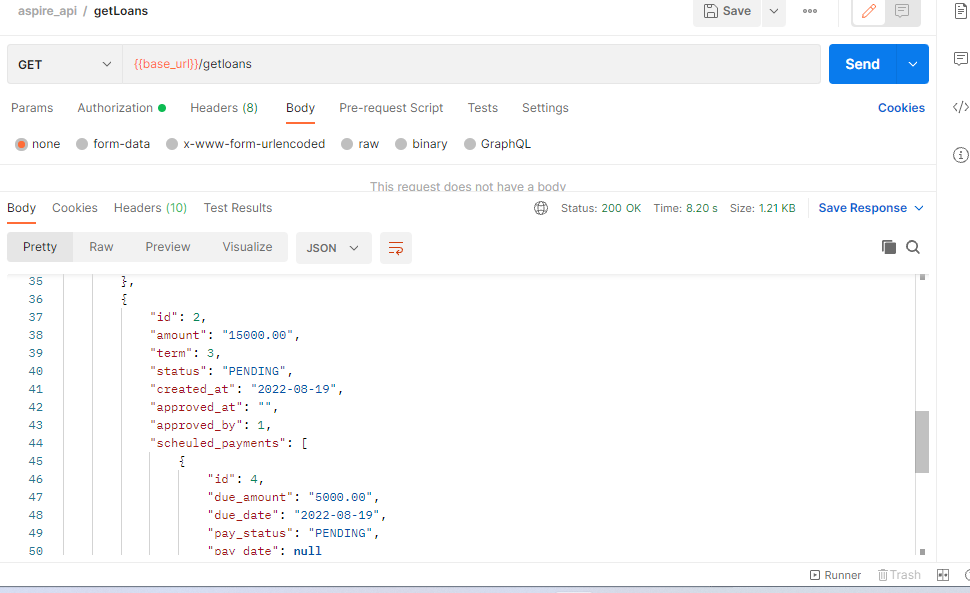 aspire_api / getLoans
Save
GET
{{base_url}}/getloans
Send
Params Authorization Headers (8) Body Pre-request Script Tests Settings Cookies
none form-data x-www-form-urlencoded raw binary GraphQL
This request does not have a body
Body Cookies Headers (10) Test Results Status: 200 OK Time: 8.20 s Size: 1.21 KB Save Response
Pretty Raw Preview Visualize JSON
35 },
36 {
37 "id": 2,
38 "amount": "15000.00",
39 "term": 3,
40 "status": "PENDING",
41 "created_at": "2022-08-19",
42 "approved_at": "",
43 "approved_by": 1,
44 "scheuled_payments": [
45 {
46 "id": 4,
47 "due_amount": "5000.00",
48 "due_date": "2022-08-19",
49 "pay_status": "PENDING",
50 "pay_date": null
Runner Trash